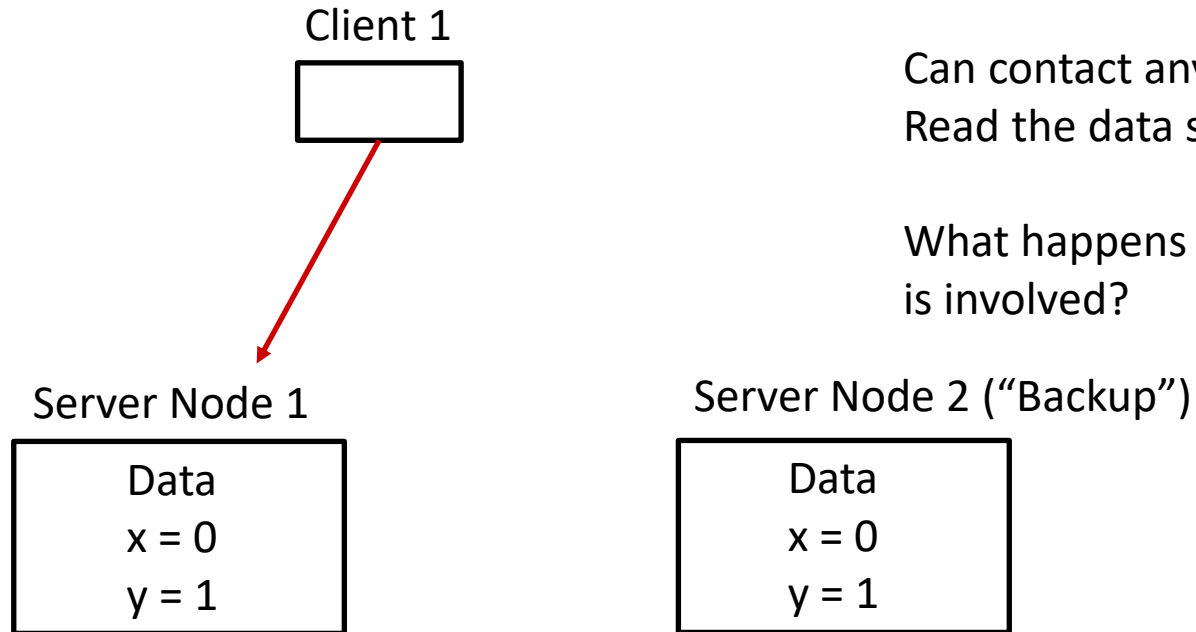 Client 1
Can contact any
Read the data s
What happens
is involved?
Server Node 1
Server Node 2 (“Backup”)
Data
x = 0
y = 1
Data
x = 0
y = 1